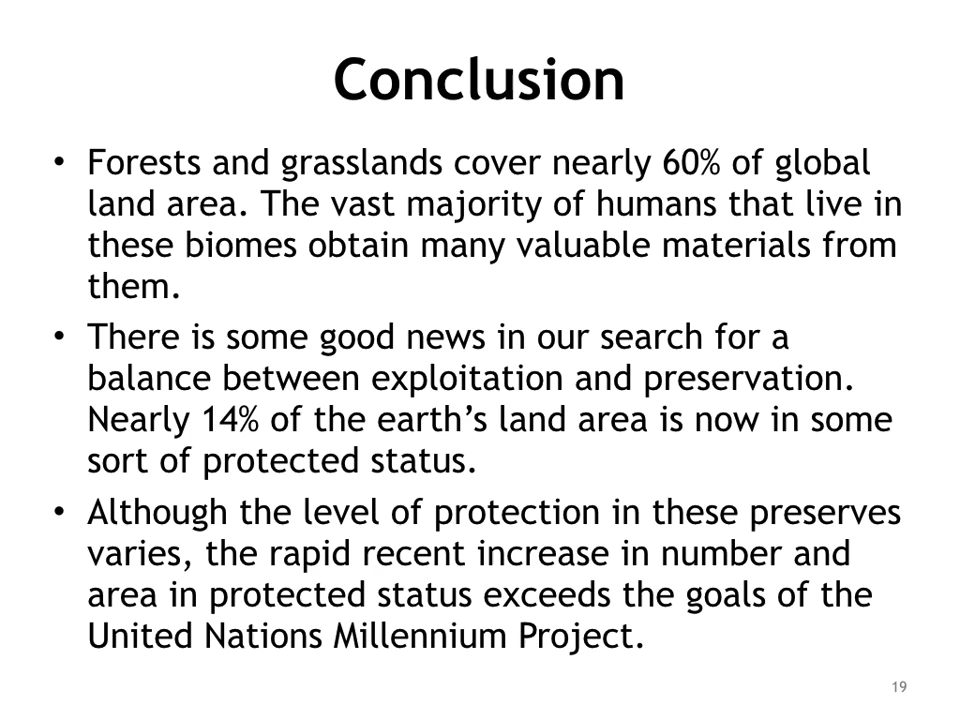 Conclusion
• Forests and grasslands cover nearly 60% of global
land area. The vast majority of humans that live in
these biomes obtain many valuable materials from
them.
• There is some good news in our search for a
balance between exploitation and preservation.
Nearly 14% of the earth’s land area is now in some
sort of protected status.
• Although the level of protection in these preserves
varies, the rapid recent increase in number and
area in protected status exceeds the goals of the
United Nations Millennium Project.
19